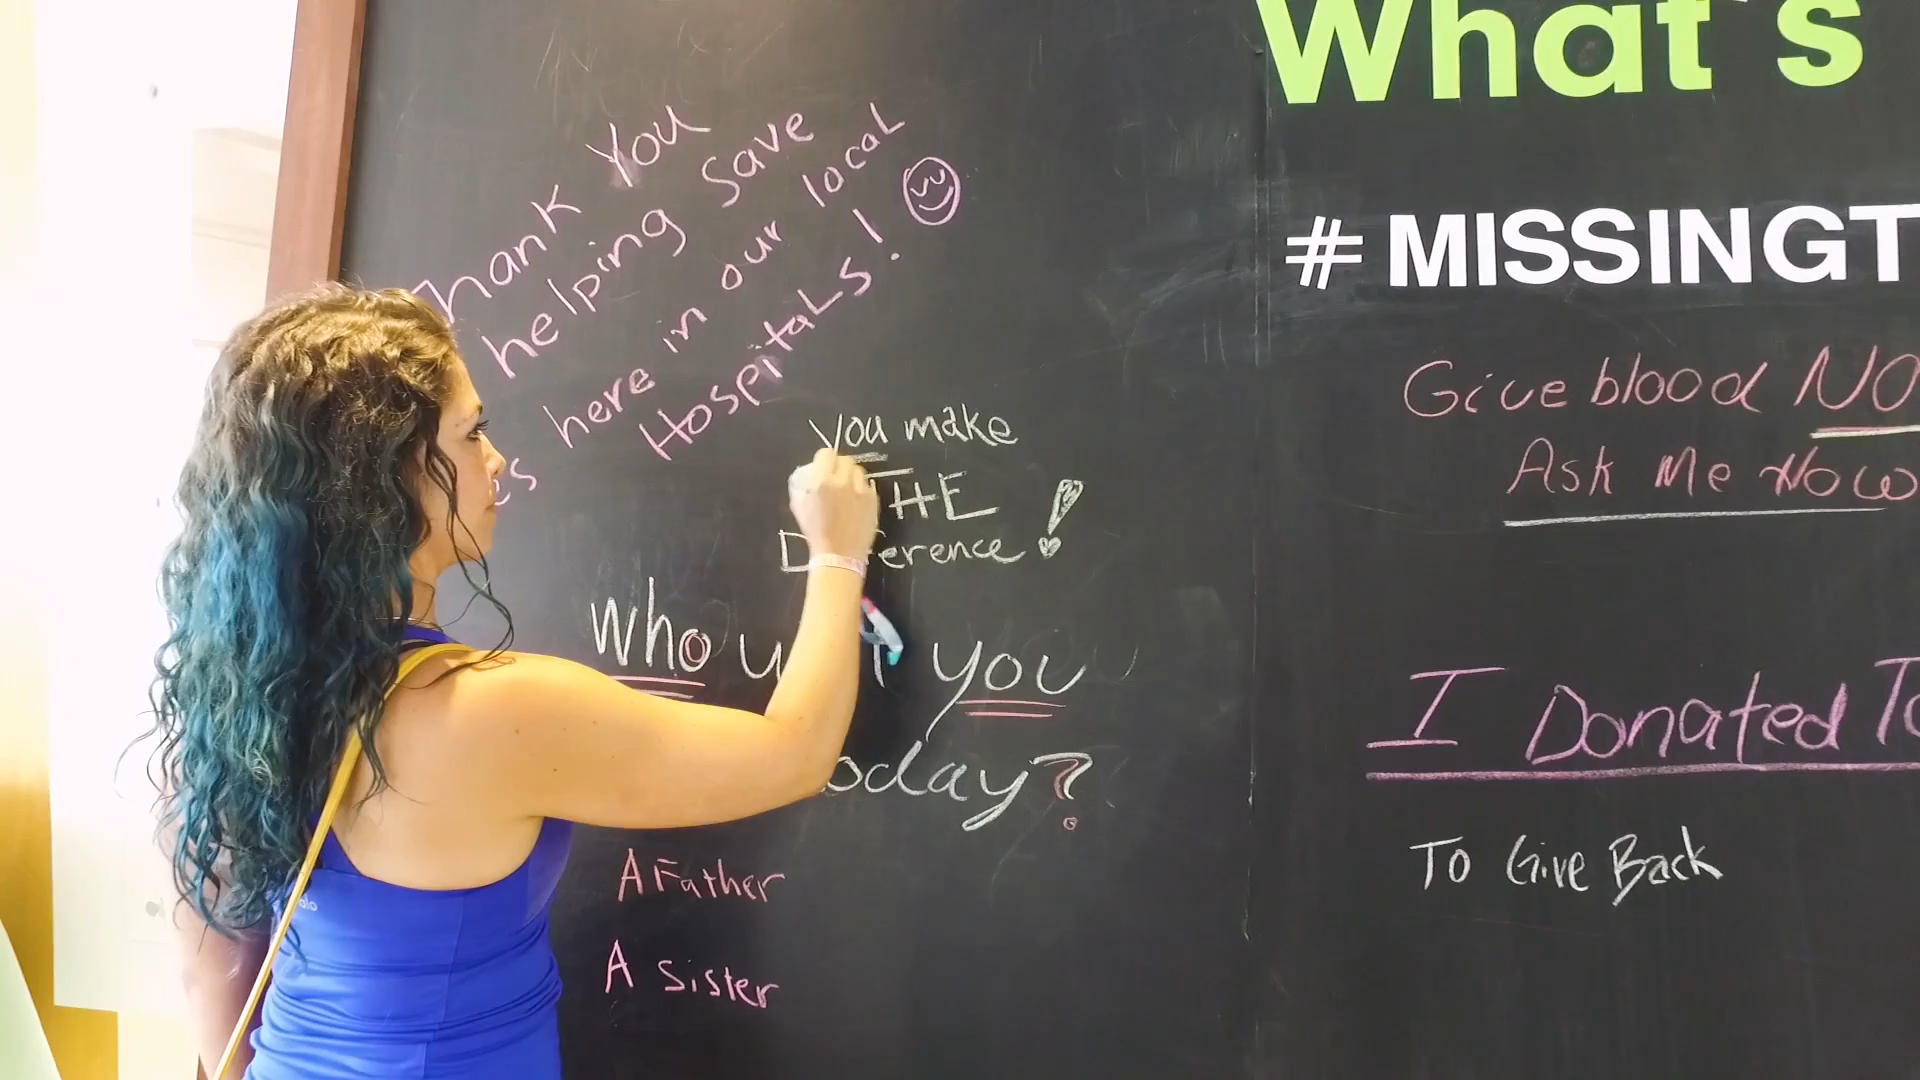 Thank You
helping save
here in our local
Hospitals!
you make
THE
Difference!
Who you
today?
A Father
A Sister
What's
#MISSINGT
Give blood NO
Ask Me How
I Donated To
To Give Back